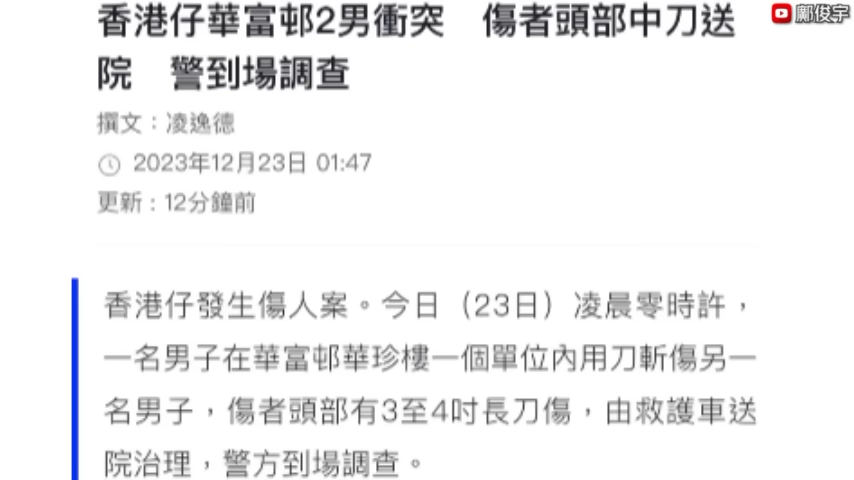 香港仔華富邨2男衝突　傷者頭部中刀送
院　警到場調查
鄺俊宇
撰文：凌逸德
2023年12月23日 01:47
更新：12分鐘前
香港仔發生傷人案。今日（23日）凌晨零時許，
一名男子在華富邨華珍樓一個單位內用刀斬傷另一
名男子，傷者頭部有3至4吋長刀傷，由救護車送
院治理，警方到場調查。